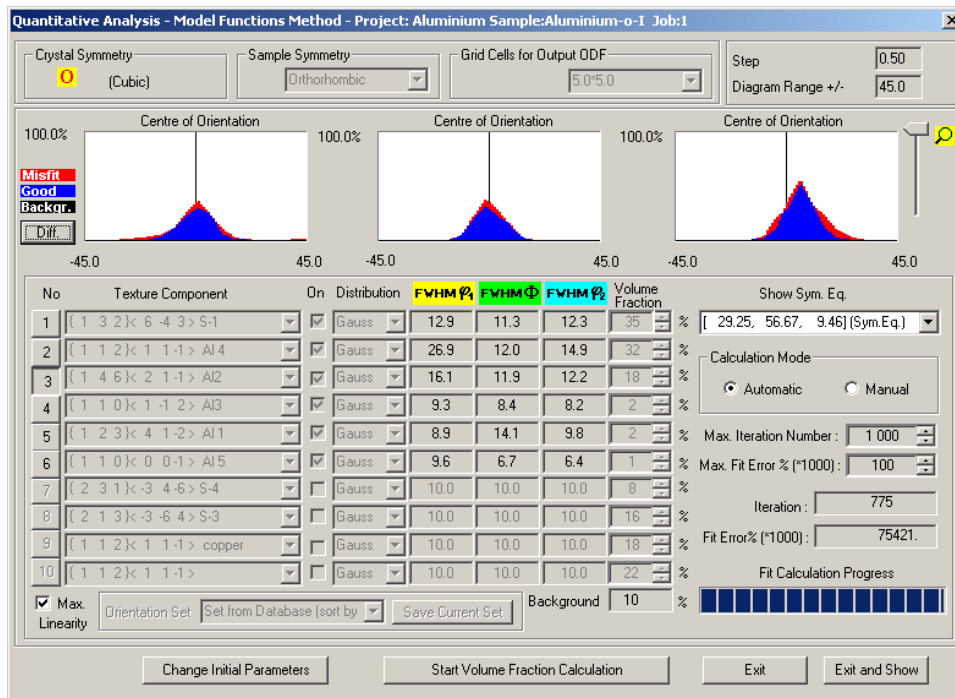 Quantitative Analysis - Model Functions Method - Project: Aluminium Sample:Aluminium-o-I Job:1
Crystal Symmetry
O (Cubic)
Sample Symmetry
Orthorhombic
Grid Cells for Output ODF
5.0*5.0
Step 0.50
Diagram Range +/- 45.0
Centre of Orientation Centre of Orientation Centre of Orientation
100.0% 100.0% 100.0%
Misfit
Good
Backgr.
Diff.
-45.0 45.0 -45.0 45.0 -45.0 45.0
No Texture Component On Distribution FWHM φ1 FWHM Φ FWHM φ2 Volume Fraction
1 { 1 3 2}< 6 -4 3> S-1 Gauss 12.9 11.3 12.3 35 %
2 { 1 1 2}< 1 1 -1 > Al 4 Gauss 26.9 12.0 14.9 32 %
3 { 1 4 6}< 2 1 -1 > Al2 Gauss 16.1 11.9 12.2 18 %
4 { 1 1 0}< 1 -1 2 > Al3 Gauss 9.3 8.4 8.2 2 %
5 { 1 2 3}< 4 1 -2 > Al 1 Gauss 8.9 14.1 9.8 2 %
6 { 1 1 0}< 0 0 -1 > Al 5 Gauss 9.6 6.7 6.4 1 %
7 { 2 3 1}< -3 4 -6 > S-4 Gauss 10.0 10.0 10.0 8 %
8 { 2 1 3}< -3 -6 4 > S-3 Gauss 10.0 10.0 10.0 16 %
9 { 1 1 2}< 1 1 -1 > copper Gauss 10.0 10.0 10.0 18 %
10 { 1 1 2}< 1 1 -1 > Gauss 10.0 10.0 10.0 22 %
Max. Linearity
Orientation Set Set from Database (sort by Save Current Set
Background 10 %
Show Sym. Eq.
[ 29.25, 56.67, 9.46] (Sym.Eq.)
Calculation Mode
Automatic Manual
Max. Iteration Number : 1 000
Max. Fit Error % (*1000) : 100
Iteration : 775
Fit Error% (*1000) : 75421.
Fit Calculation Progress
Change Initial Parameters Start Volume Fraction Calculation Exit Exit and Show